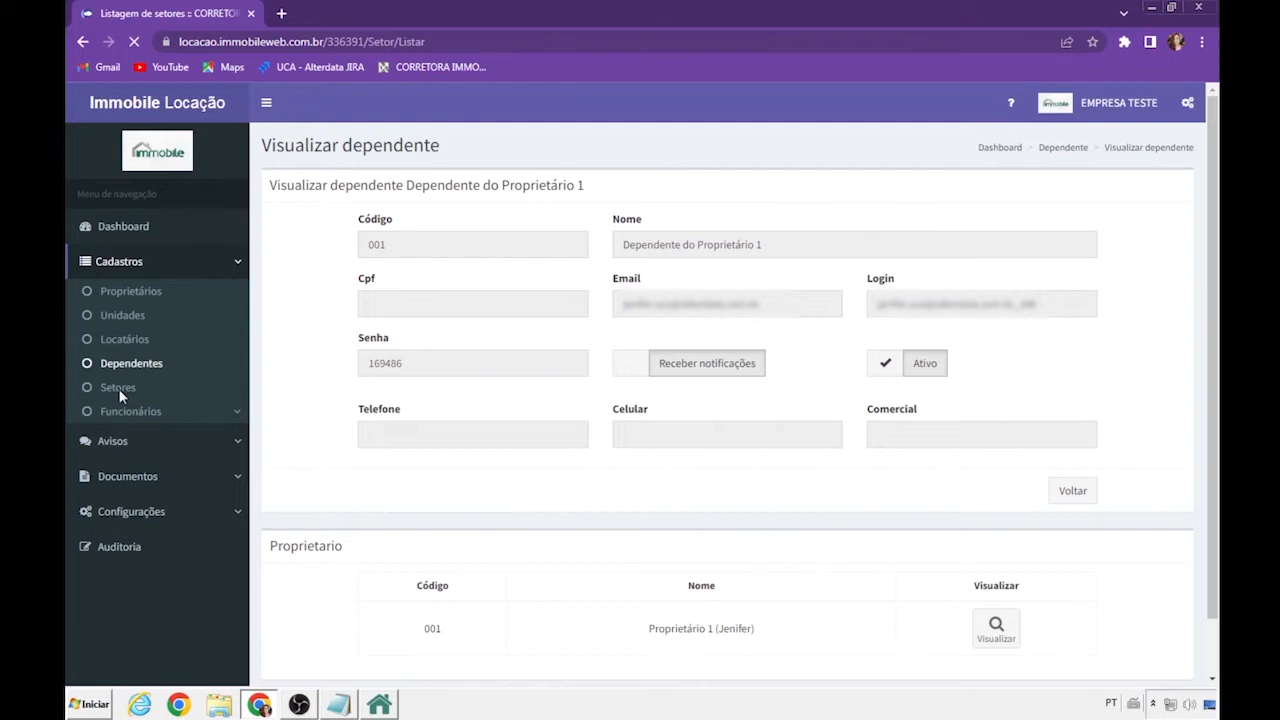 Listagem de setores :: CORRETOR
locacao.immobileweb.com.br/336391/Setor/Listar
Gmail YouTube Maps UCA - Alterdata JIRA CORRETORA IMMO...
Immobile Locação ? immobile EMPRESA TESTE
immobile
Menu de navegação
Dashboard
Cadastros
Proprietários
Unidades
Locatários
Dependentes
Setores
Funcionários
Avisos
Documentos
Configurações
Auditoria
Visualizar dependente
Dashboard > Dependente > Visualizar dependente
Visualizar dependente Dependente do Proprietário 1
Código Nome
001 Dependente do Proprietário 1
Cpf Email Login
Senha
169486 Receber notificações Ativo
Telefone Celular Comercial
Voltar
Proprietario
Código Nome Visualizar
001 Proprietário 1 (Jenifer) Visualizar
Iniciar PT